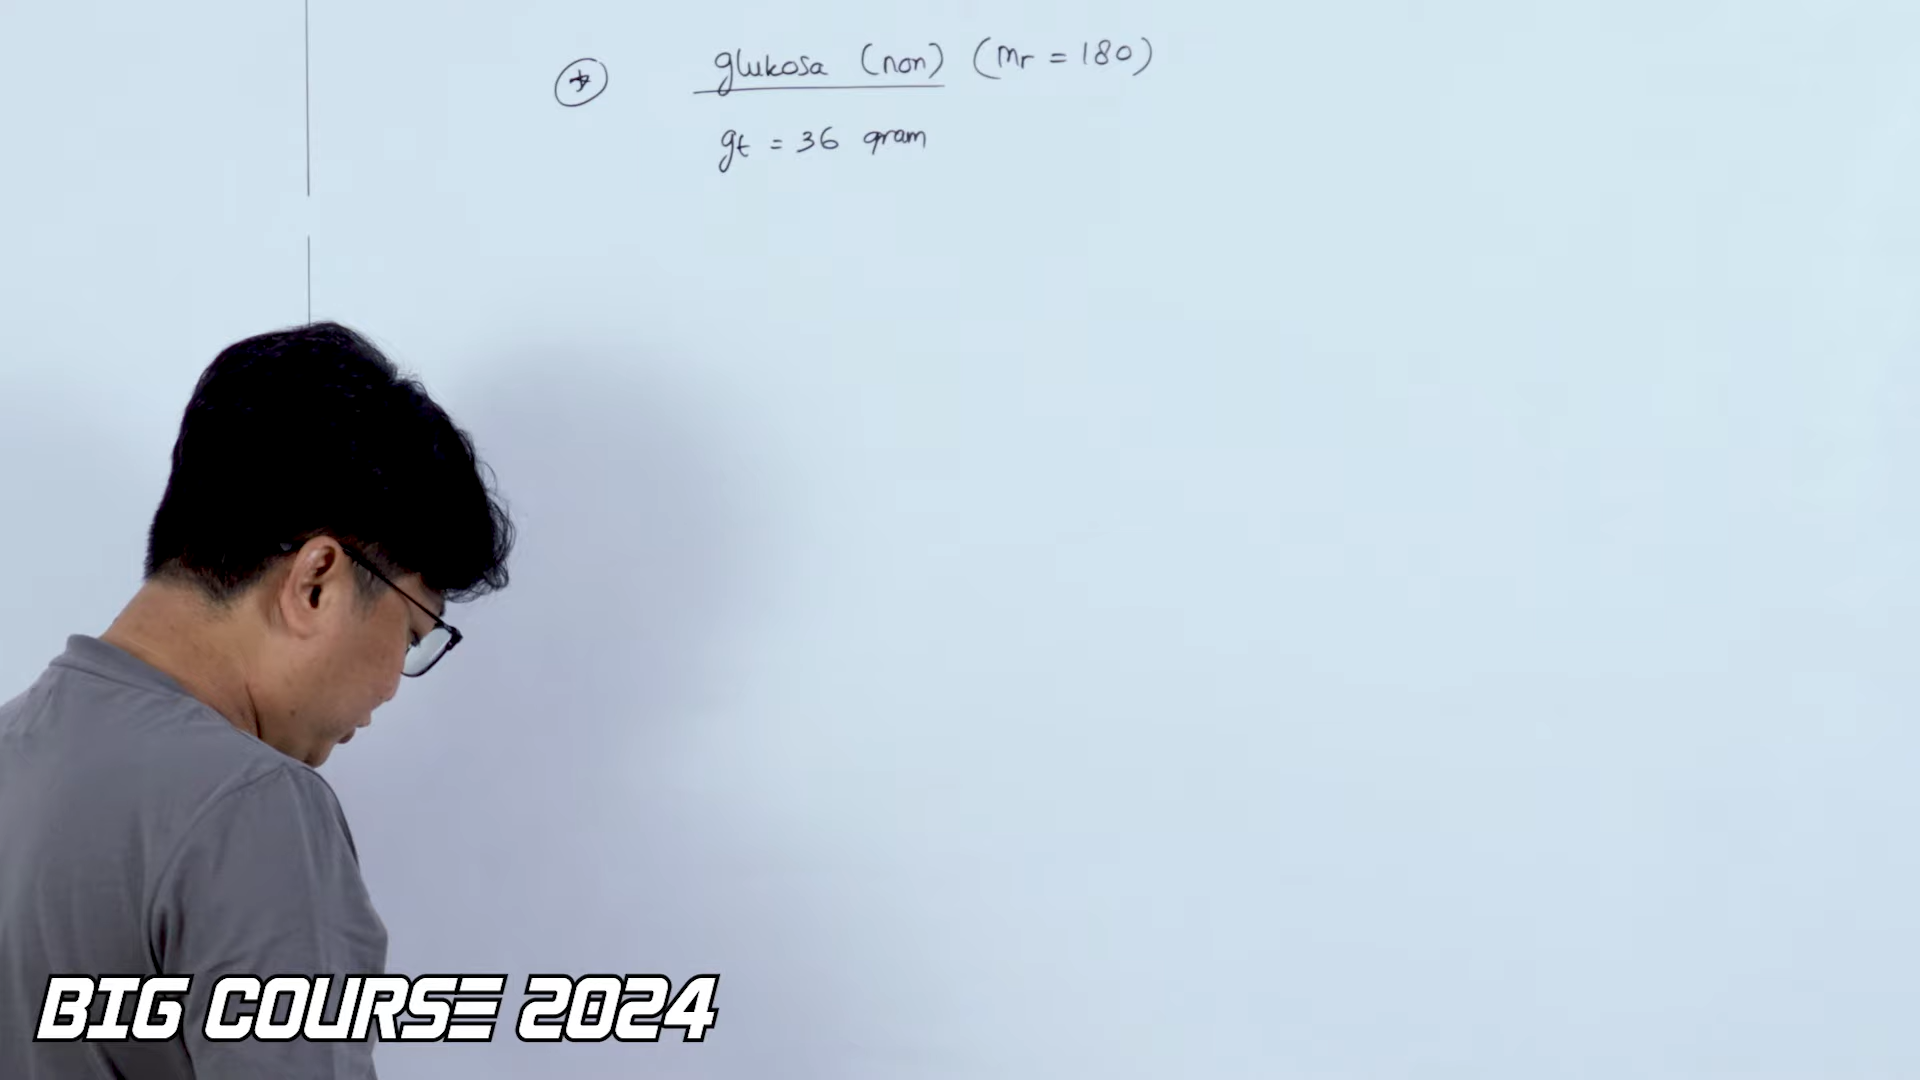 glukosa (non) (Mr = 180)
gt = 36 gram
BIG COURSE 2024